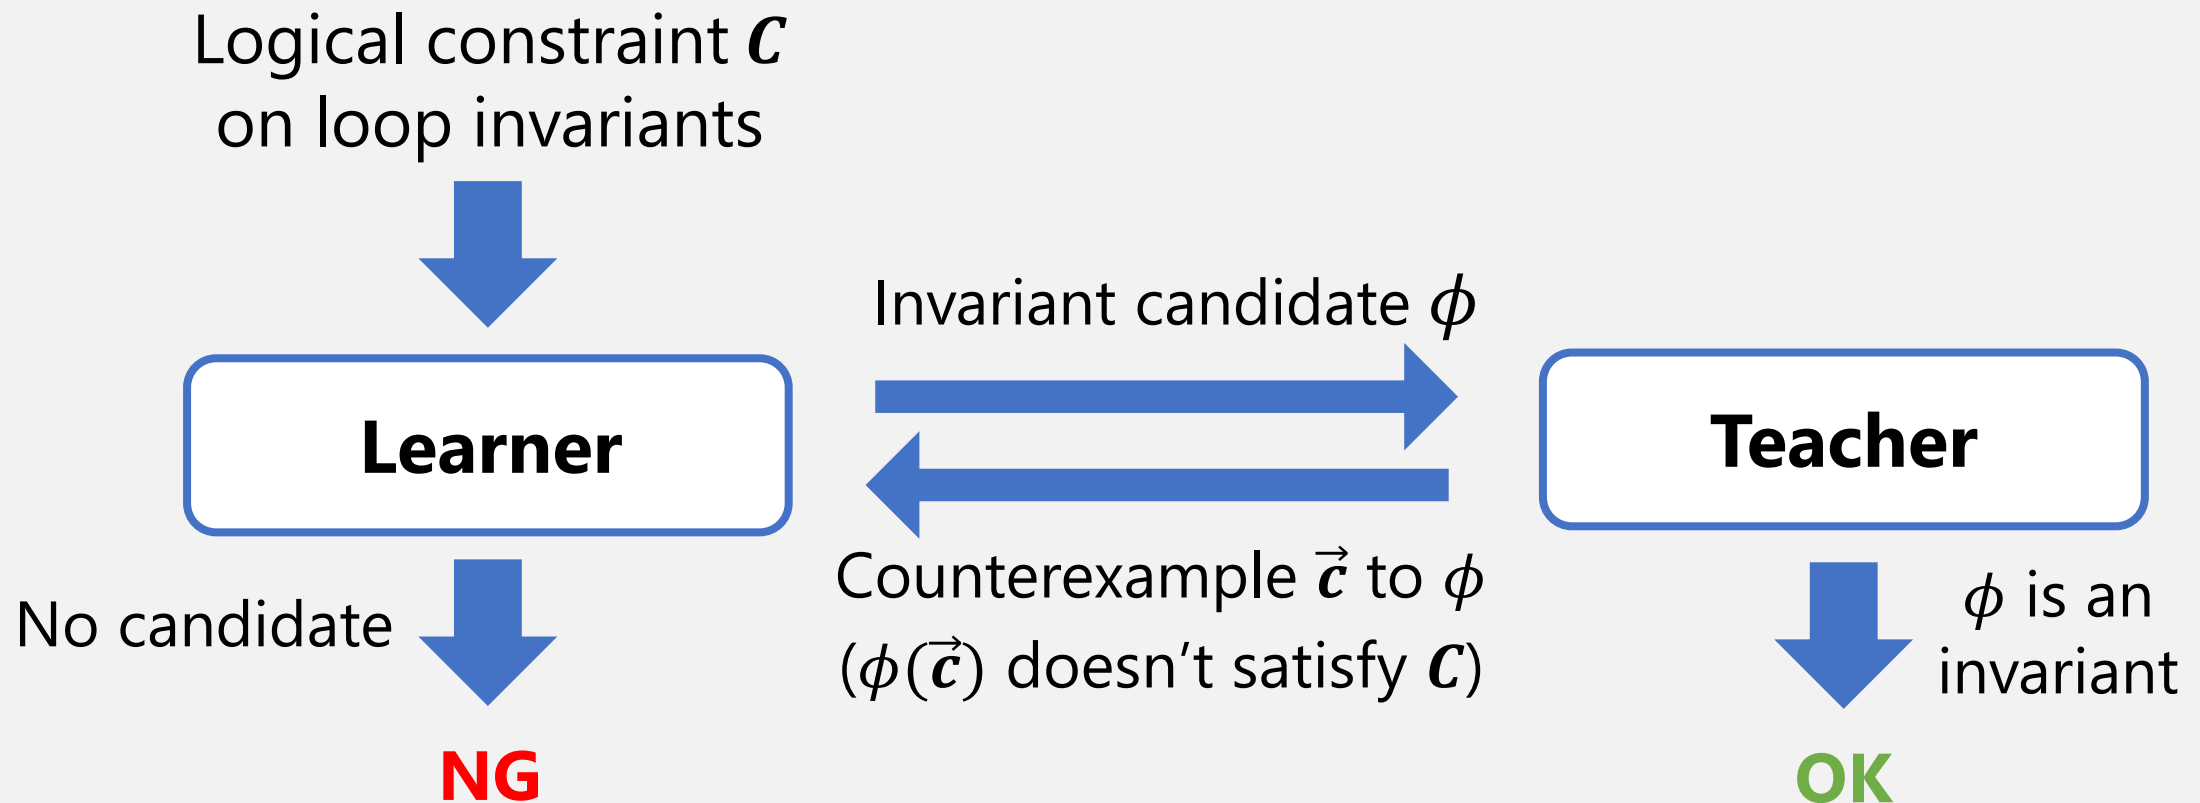 Logical constraint C
on loop invariants
Invariant candidate ϕ
Learner
Teacher
Counterexample c⃗ to ϕ
(ϕ(c⃗) doesn’t satisfy C)
No candidate
ϕ is an
invariant
NG
OK